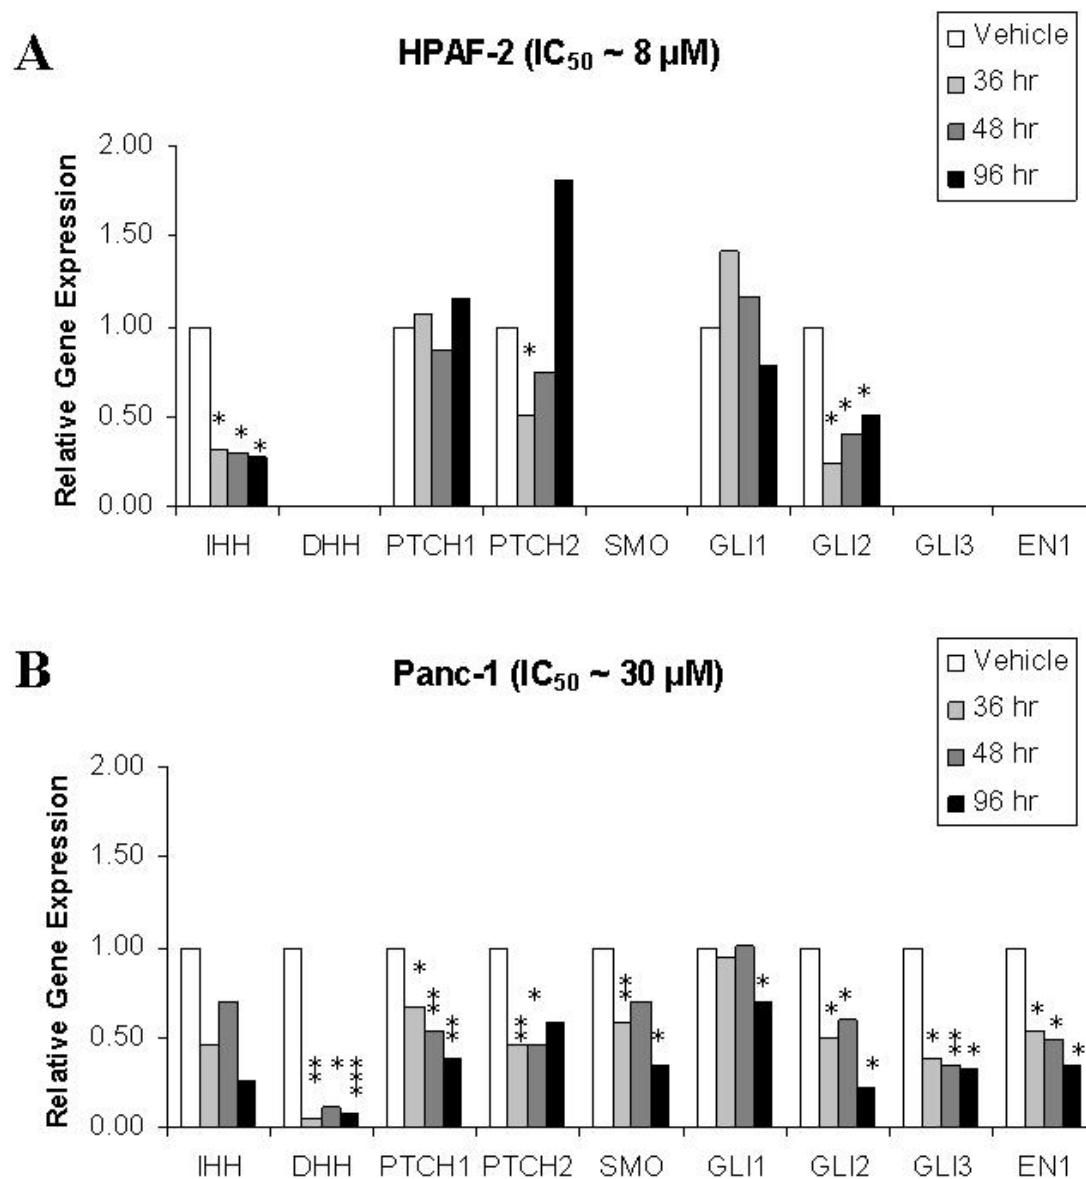 A
HPAF-2 (IC50 ~ 8 µM)
Vehicle
36 hr
48 hr
96 hr
Relative Gene Expression
2.00
1.50
1.00
0.50
0.00
*
*
*
*
*
*
*
IHH DHH PTCH1 PTCH2 SMO GLI1 GLI2 GLI3 EN1
B
Panc-1 (IC50 ~ 30 µM)
Vehicle
36 hr
48 hr
96 hr
Relative Gene Expression
2.00
1.50
1.00
0.50
0.00
** * ***
* ** **
** *
** *
*
* * *
* ** *
* * *
IHH DHH PTCH1 PTCH2 SMO GLI1 GLI2 GLI3 EN1